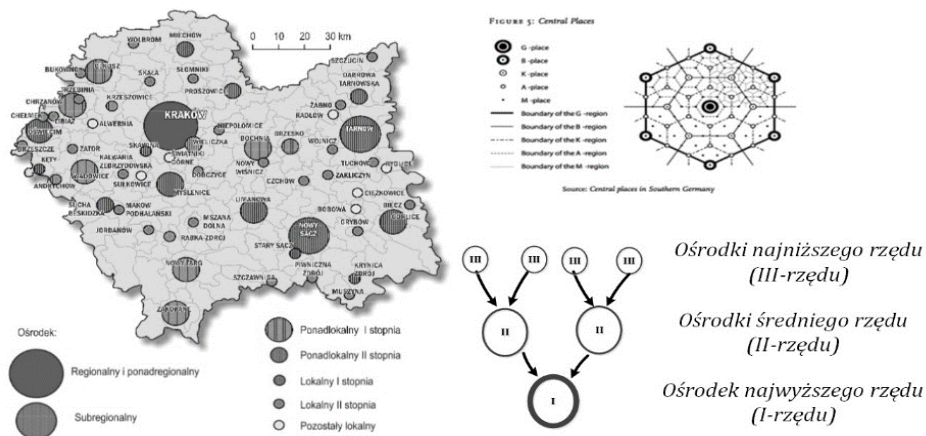 WOLBROM
MIECHÓW
0 10 20 30 km
SZCZUCIN
BUKOWNO
OLKUSZ
SKAŁA
SŁOMNIKI
DĄBROWA
TARNOWSKA
TRZEBINIA
PROSZOWICE
CHRZANÓW
KRZESZOWICE
ŻABNO
CHEŁMEK
LIBIĄŻ
ALWERNIA
KRAKÓW
RADŁÓW
OŚWIĘCIM
NIEPOŁOMICE
TARNÓW
BRZESZCZE
ZATOR
SKAWINA
WIELICZKA
BOCHNIA
BRZESKO
WOJNICZ
KĘTY
KALWARIA
ZEBRZYDOWSKA
ŚWIĄTNIKI
GÓRNE
NOWY
WIŚNICZ
TUCHÓW
RYGLICE
ANDRYCHÓW
WADOWICE
SUŁKOWICE
DOBCZYCE
CZCHÓW
ZAKLICZYN
MYŚLENICE
CIĘŻKOWICE
SUCHA
BESKIDZKA
MAKÓW
PODHALAŃSKI
LIMANOWA
BOBOWA
BIECZ
JORDANÓW
MSZANA
DOLNA
NOWY
SĄCZ
GRYBÓW
GORLICE
RABKA-ZDRÓJ
STARY SĄCZ
NOWY TARG
SZCZAWNICA
PIWNICZNA
ZDRÓJ
KRYNICA
ZDRÓJ
MUSZYNA
ZAKOPANE
Ośrodek:
Regionalny i ponadregionalny
Subregionalny
Ponadlokalny I stopnia
Ponadlokalny II stopnia
Lokalny I stopnia
Lokalny II stopnia
Pozostały lokalny
FIGURE 5: Central Places
G -place
B -place
K -place
A -place
M -place
Boundary of the G -region
Boundary of the B -region
Boundary of the K -region
Boundary of the A -region
Boundary of the M -region
Source: Central places in Southern Germany
III III III III
II II
I
Ośrodki najniższego rzędu
(III-rzędu)
Ośrodki średniego rzędu
(II-rzędu)
Ośrodek najwyższego rzędu
(I-rzędu)